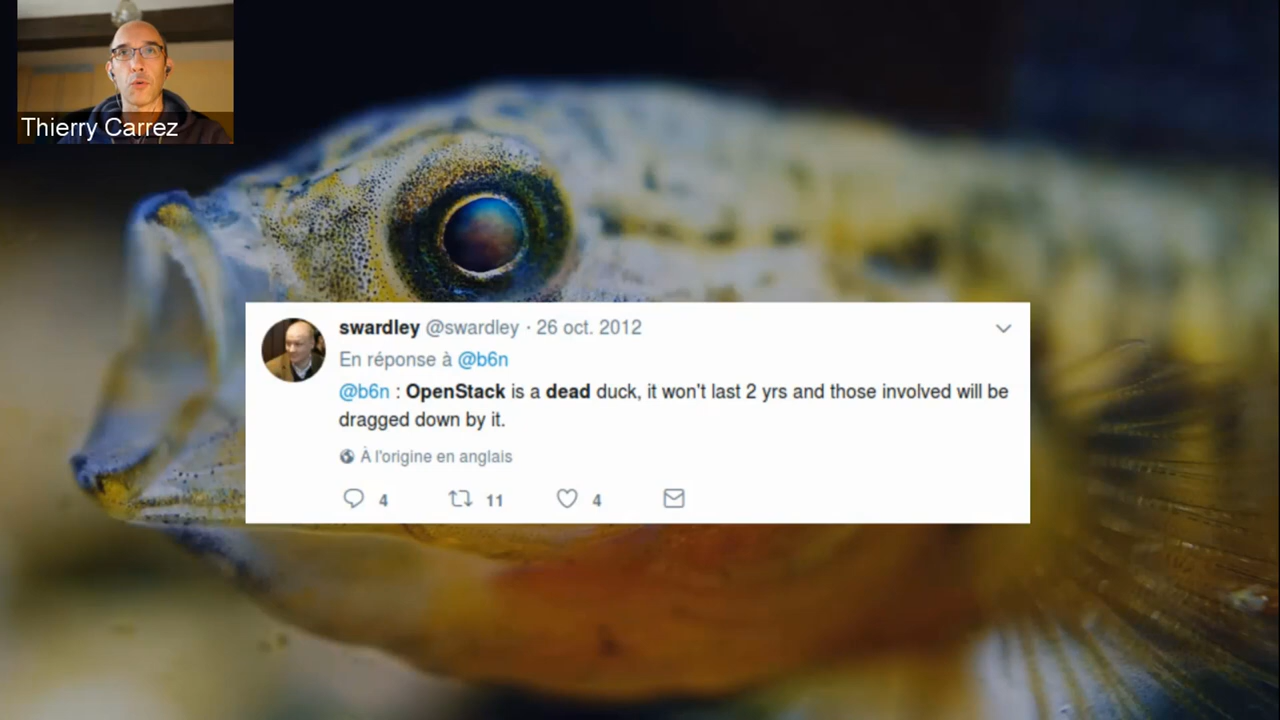 Thierry Carrez
swardley @swardley · 26 oct. 2012
En réponse à @b6n
@b6n : OpenStack is a dead duck, it won't last 2 yrs and those involved will be
dragged down by it.
À l'origine en anglais
4 11 4